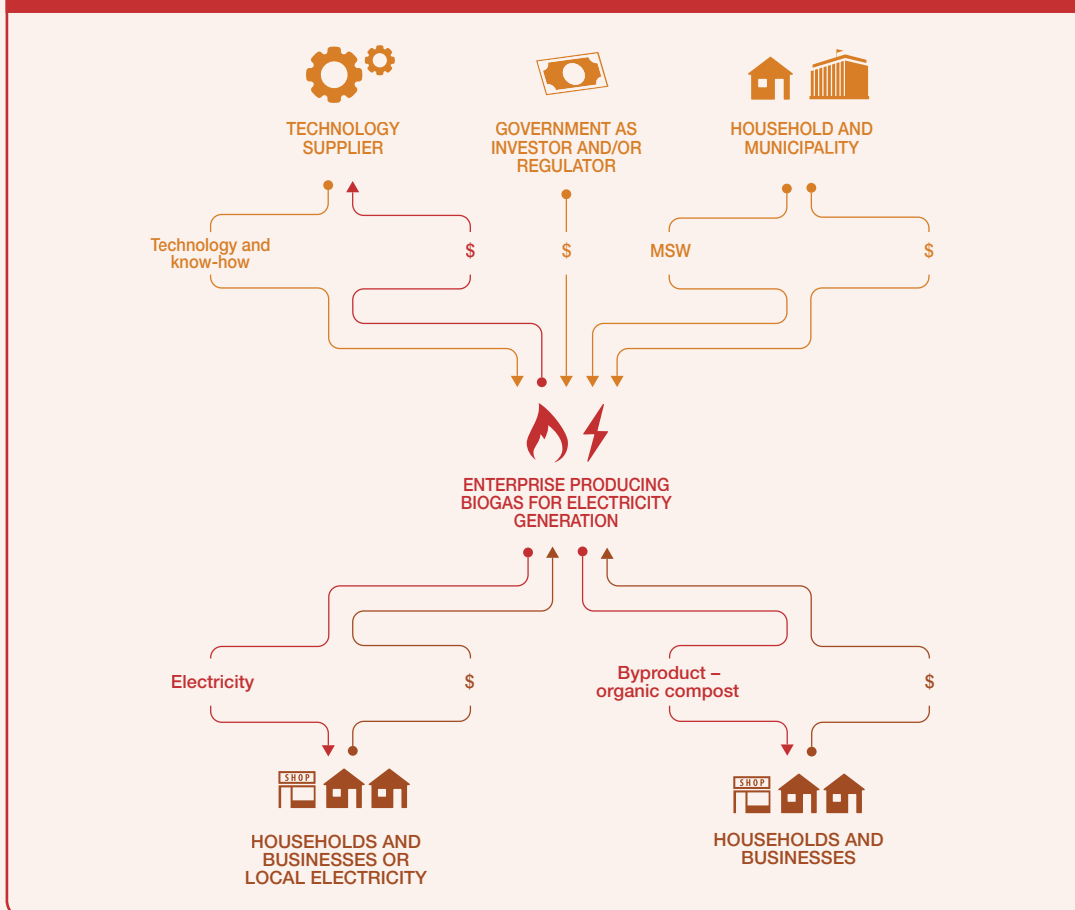 TECHNOLOGY
SUPPLIER
GOVERNMENT AS
INVESTOR AND/OR
REGULATOR
HOUSEHOLD AND
MUNICIPALITY
Technology and
know-how
$
$
MSW
$
ENTERPRISE PRODUCING
BIOGAS FOR ELECTRICITY
GENERATION
Electricity
$
Byproduct –
organic compost
$
SHOP
HOUSEHOLDS AND
BUSINESSES OR
LOCAL ELECTRICITY
SHOP
HOUSEHOLDS AND
BUSINESSES